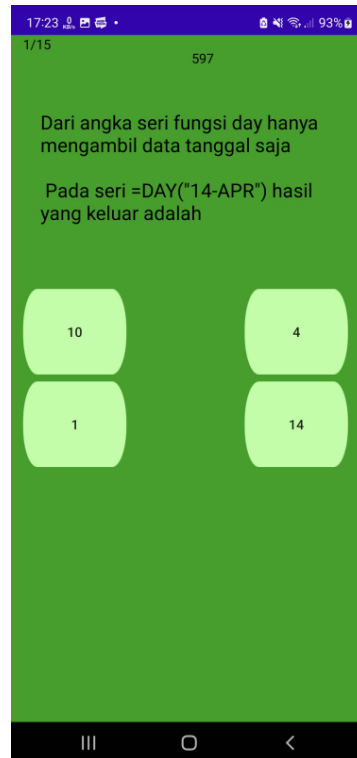 17:23 93%
1/15
597
Dari angka seri fungsi day hanya
mengambil data tanggal saja
Pada seri =DAY("14-APR") hasil
yang keluar adalah
10 4
1 14